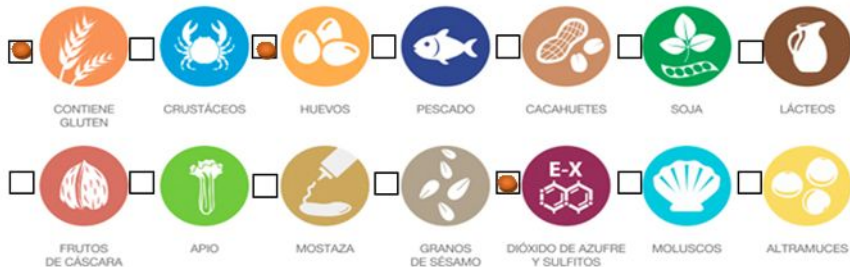 CONTIENE
GLUTEN
CRUSTÁCEOS
HUEVOS
PESCADO
CACAHUETES
SOJA
LÁCTEOS
E-X
FRUTOS
DE CÁSCARA
APIO
MOSTAZA
GRANOS
DE SÉSAMO
DIÓXIDO DE AZUFRE
Y SULFITOS
MOLUSCOS
ALTRAMUCES